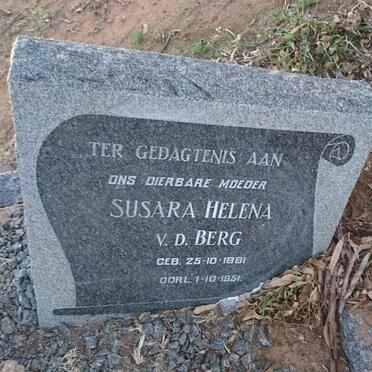 TER GEDAGTENIS AAN
ONS DIERBARE MOEDER
SUSARA HELENA
V. D. BERG
GEB. 25-10-1881
OORL. 1-10-1951.